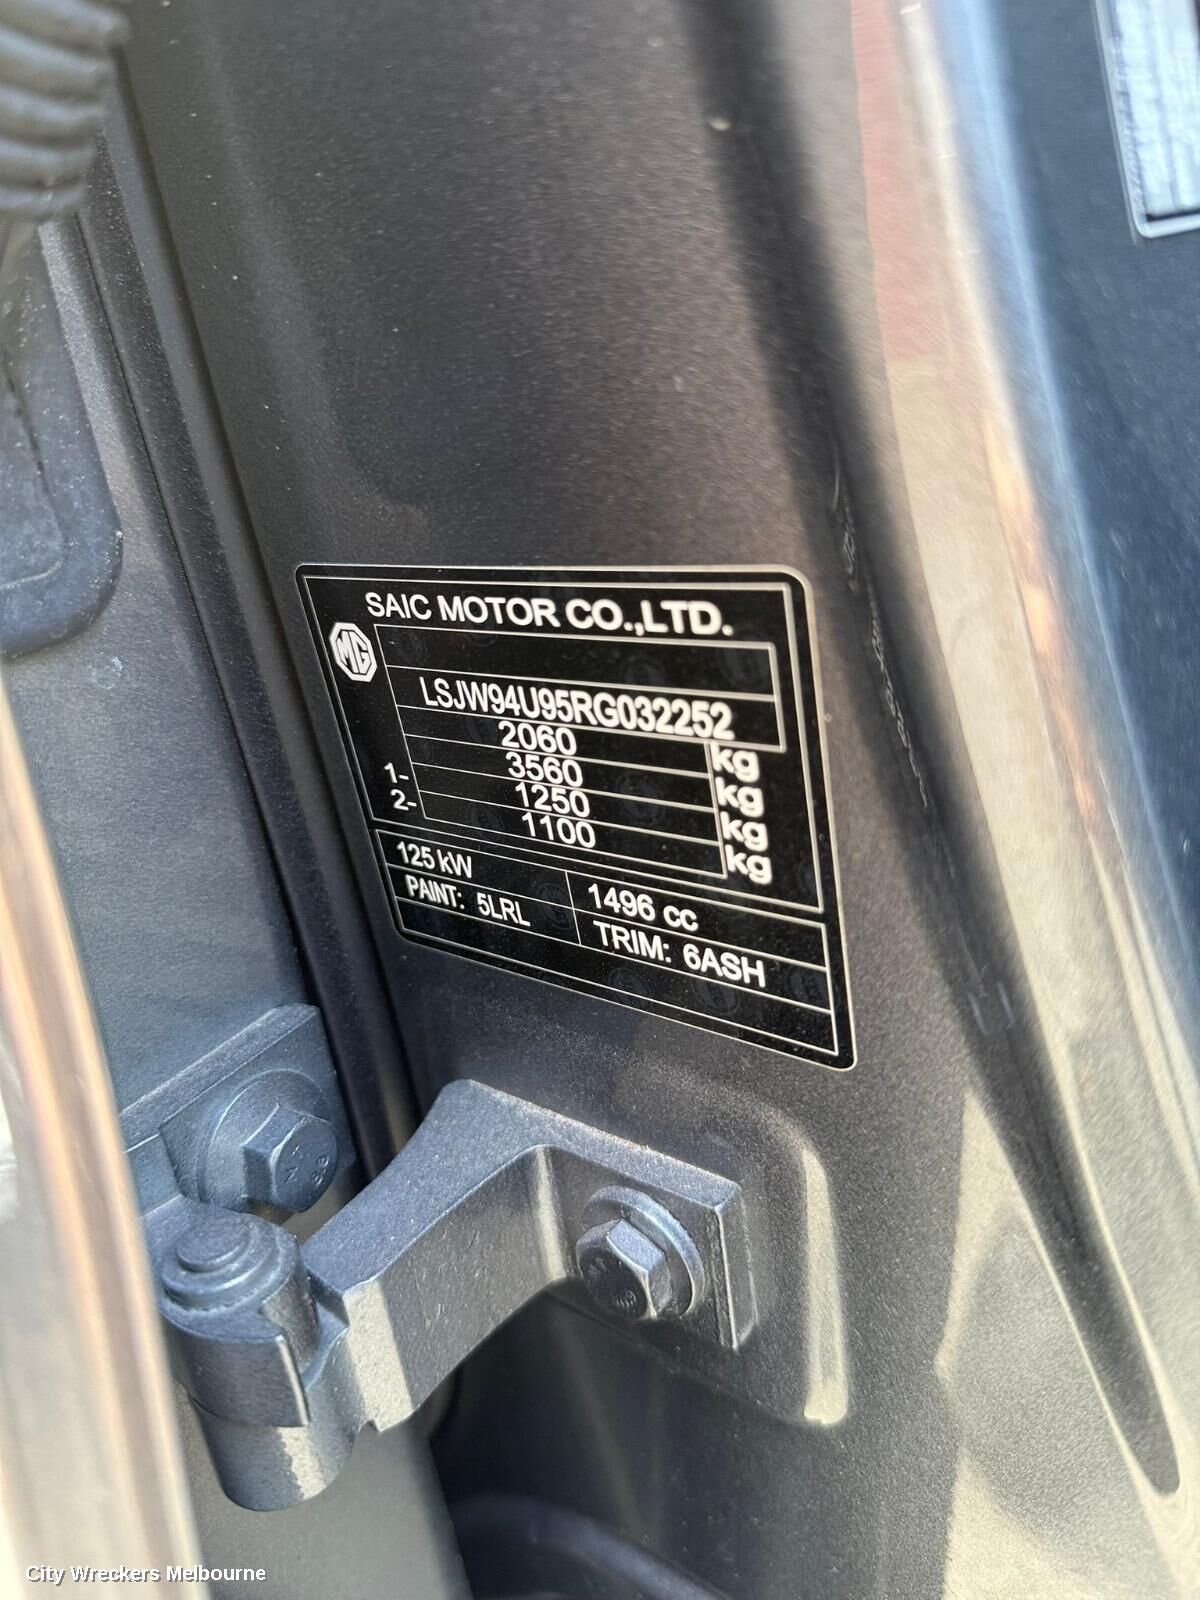 SAIC MOTOR CO.,LTD.
MG
LSJW94U95RG032252
2060 kg
3560 kg
1- 1250 kg
2- 1100 kg
125 kW 1496 cc
PAINT: 5LRL TRIM: 6ASH
City Wreckers Melbourne